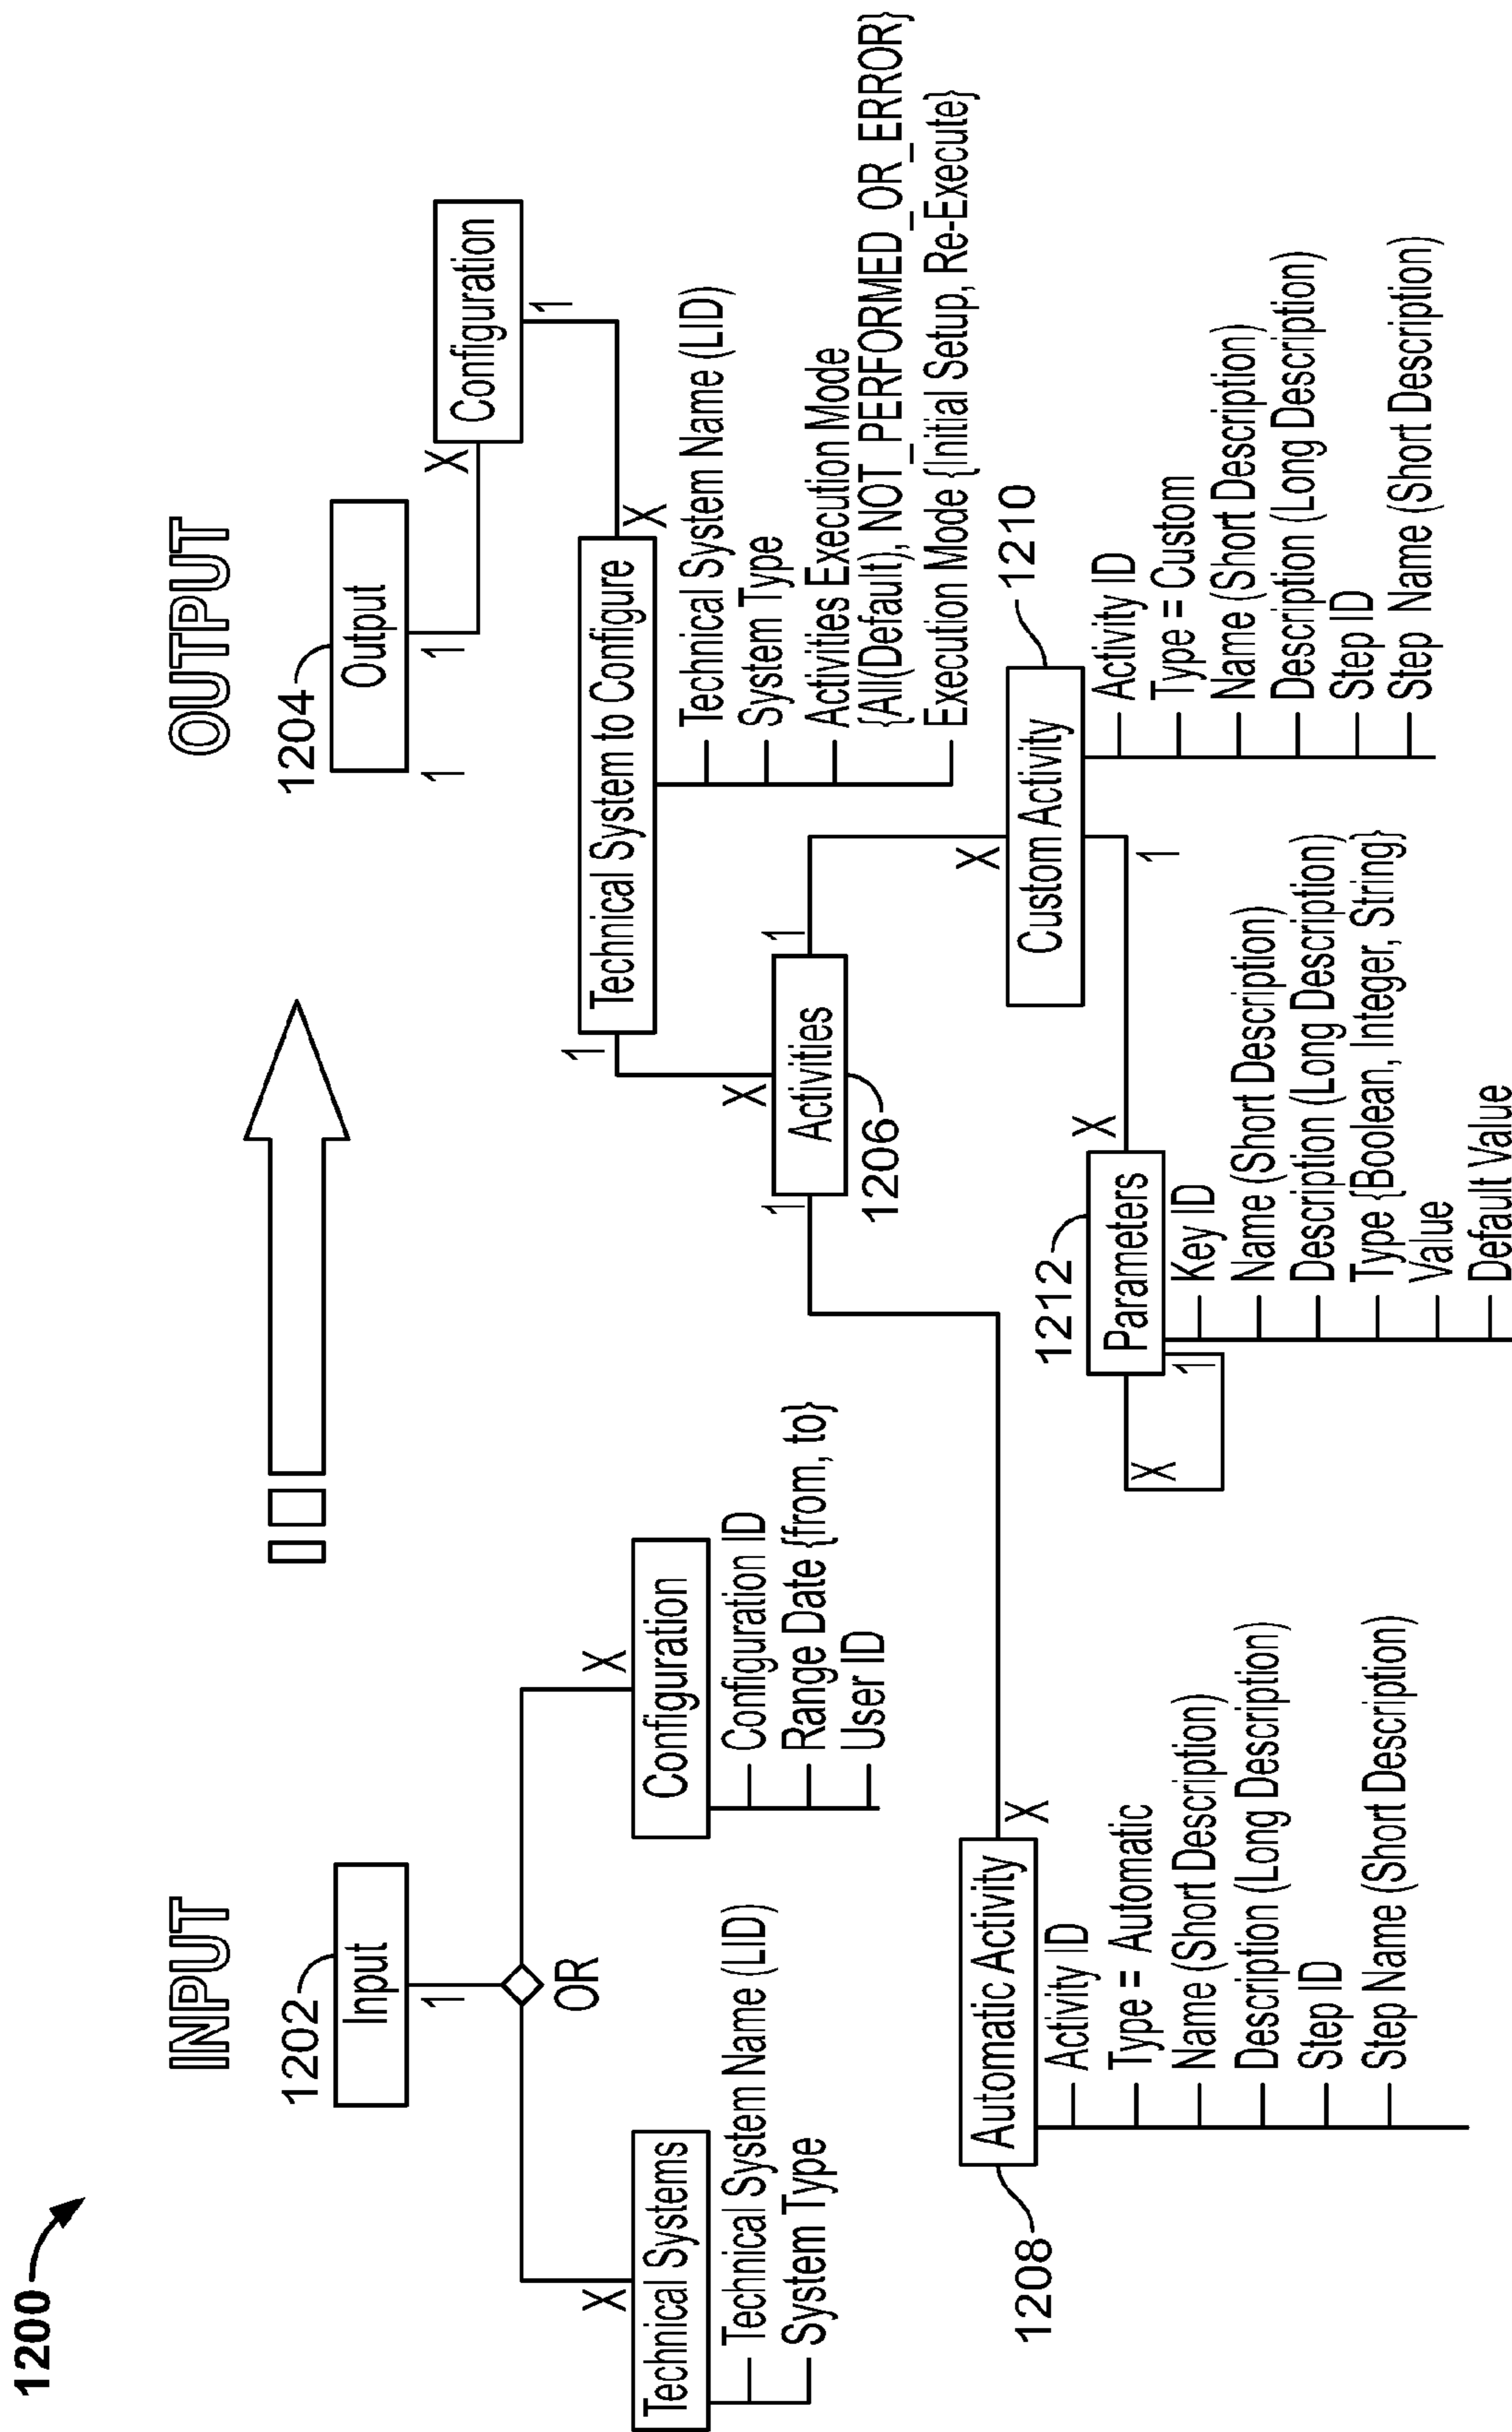 1200
INPUT
OUTPUT
1202
Input
1
OR
X
Technical Systems
Technical System Name (LID)
System Type
X
Configuration
Configuration ID
Range Date {from, to}
User ID
1204
Output
1
1
X
Configuration
1
X
Technical System to Configure
Technical System Name (LID)
System Type
Activities Execution Mode
{All(Default), NOT_PERFORMED_OR_ERROR}
Execution Mode {Initial Setup, Re-Execute}
1
X
Activities
1206
1
1
X
Automatic Activity
1208
Activity ID
Type = Automatic
Name (Short Description)
Description (Long Description)
Step ID
Step Name (Short Description)
X
Custom Activity
1210
Activity ID
Type = Custom
Name (Short Description)
Description (Long Description)
Step ID
Step Name (Short Description)
1
X
1212
Parameters
1
X
Key ID
Name (Short Description)
Description (Long Description)
Type {Boolean, Integer, String}
Value
Default Value